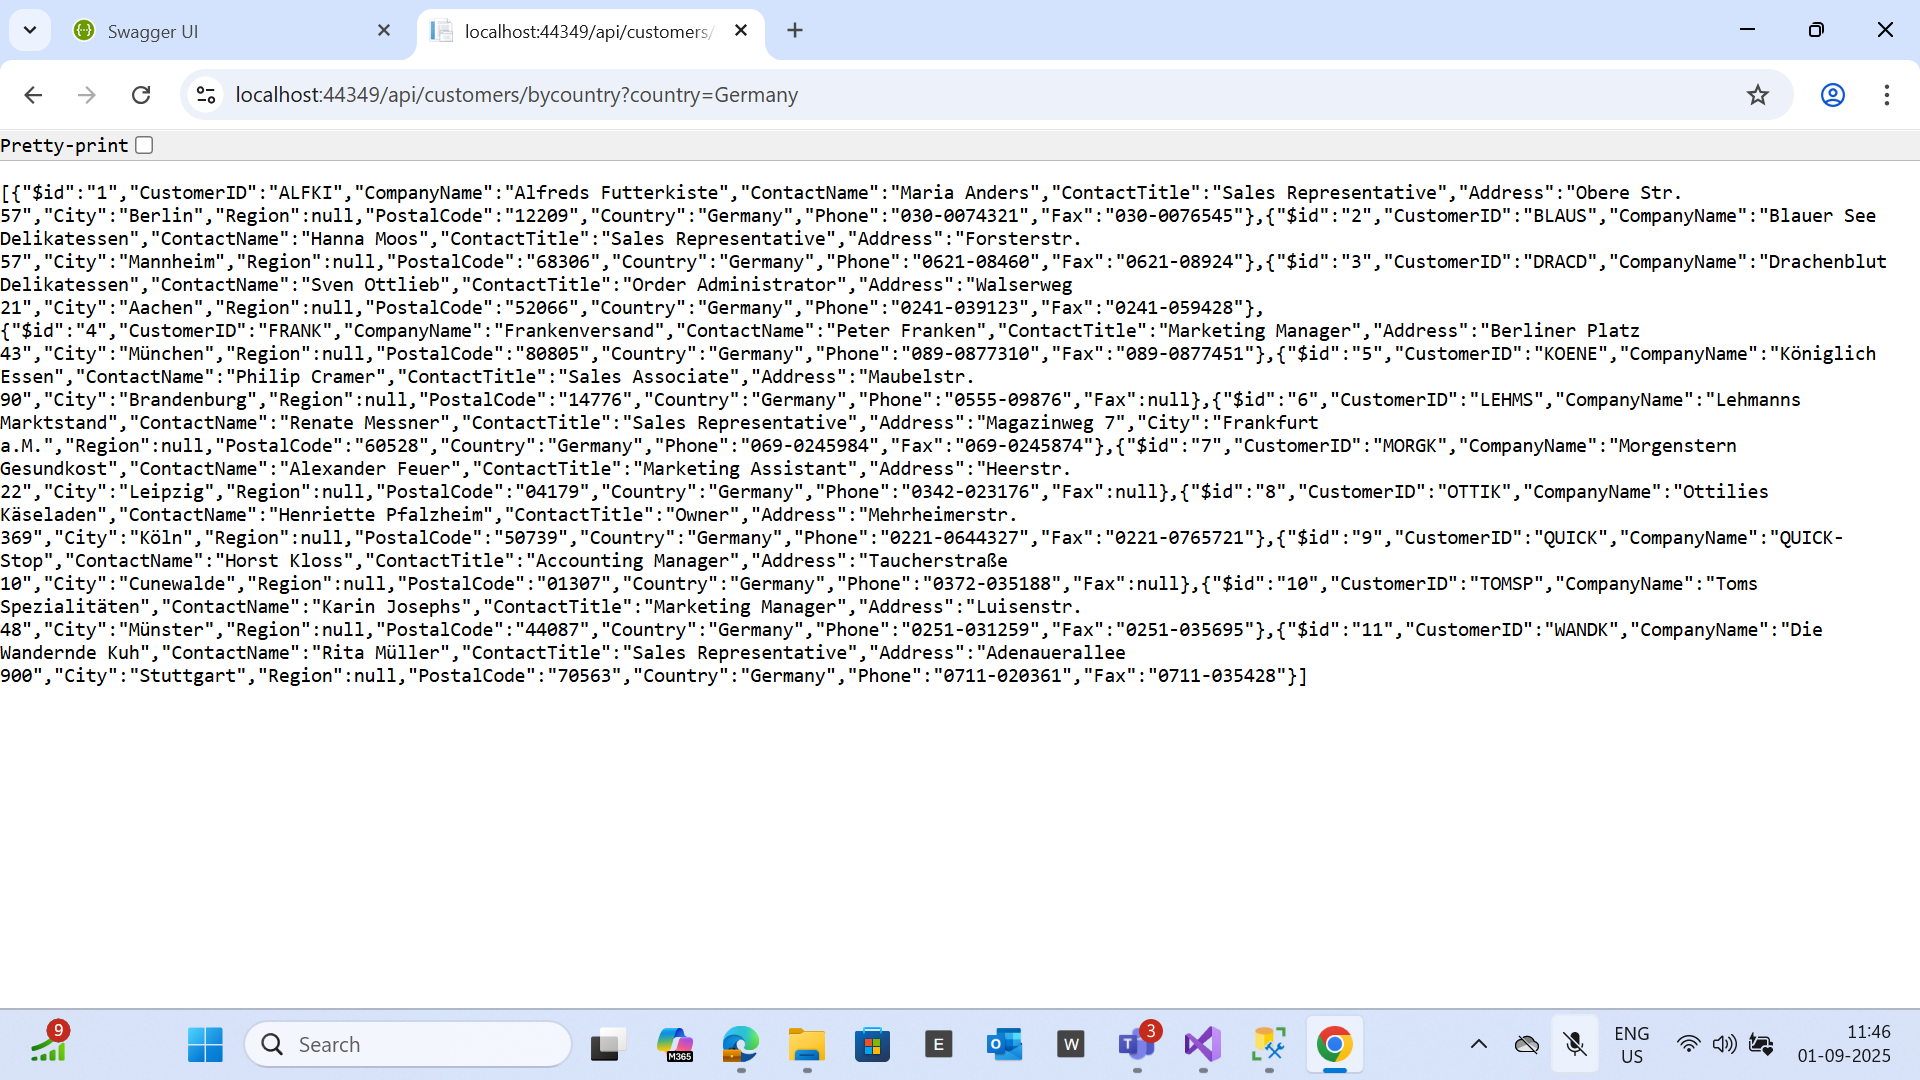 Swagger UI
localhost:44349/api/customers/
localhost:44349/api/customers/bycountry?country=Germany
Pretty-print
[{"$id":"1","CustomerID":"ALFKI","CompanyName":"Alfreds Futterkiste","ContactName":"Maria Anders","ContactTitle":"Sales Representative","Address":"Obere Str.
57","City":"Berlin","Region":null,"PostalCode":"12209","Country":"Germany","Phone":"030-0074321","Fax":"030-0076545"},{"$id":"2","CustomerID":"BLAUS","CompanyName":"Blauer See
Delikatessen","ContactName":"Hanna Moos","ContactTitle":"Sales Representative","Address":"Forsterstr.
57","City":"Mannheim","Region":null,"PostalCode":"68306","Country":"Germany","Phone":"0621-08460","Fax":"0621-08924"},{"$id":"3","CustomerID":"DRACD","CompanyName":"Drachenblut
Delikatessen","ContactName":"Sven Ottlieb","ContactTitle":"Order Administrator","Address":"Walserweg
21","City":"Aachen","Region":null,"PostalCode":"52066","Country":"Germany","Phone":"0241-039123","Fax":"0241-059428"},
{"$id":"4","CustomerID":"FRANK","CompanyName":"Frankenversand","ContactName":"Peter Franken","ContactTitle":"Marketing Manager","Address":"Berliner Platz
43","City":"München","Region":null,"PostalCode":"80805","Country":"Germany","Phone":"089-0877310","Fax":"089-0877451"},{"$id":"5","CustomerID":"KOENE","CompanyName":"Königlich
Essen","ContactName":"Philip Cramer","ContactTitle":"Sales Associate","Address":"Maubelstr.
90","City":"Brandenburg","Region":null,"PostalCode":"14776","Country":"Germany","Phone":"0555-09876","Fax":null},{"$id":"6","CustomerID":"LEHMS","CompanyName":"Lehmanns
Marktstand","ContactName":"Renate Messner","ContactTitle":"Sales Representative","Address":"Magazinweg 7","City":"Frankfurt
a.M.","Region":null,"PostalCode":"60528","Country":"Germany","Phone":"069-0245984","Fax":"069-0245874"},{"$id":"7","CustomerID":"MORGK","CompanyName":"Morgenstern
Gesundkost","ContactName":"Alexander Feuer","ContactTitle":"Marketing Assistant","Address":"Heerstr.
22","City":"Leipzig","Region":null,"PostalCode":"04179","Country":"Germany","Phone":"0342-023176","Fax":null},{"$id":"8","CustomerID":"OTTIK","CompanyName":"Ottilies
Käseladen","ContactName":"Henriette Pfalzheim","ContactTitle":"Owner","Address":"Mehrheimerstr.
369","City":"Köln","Region":null,"PostalCode":"50739","Country":"Germany","Phone":"0221-0644327","Fax":"0221-0765721"},{"$id":"9","CustomerID":"QUICK","CompanyName":"QUICK-
Stop","ContactName":"Horst Kloss","ContactTitle":"Accounting Manager","Address":"Taucherstraße
10","City":"Cunewalde","Region":null,"PostalCode":"01307","Country":"Germany","Phone":"0372-035188","Fax":null},{"$id":"10","CustomerID":"TOMSP","CompanyName":"Toms
Spezialitäten","ContactName":"Karin Josephs","ContactTitle":"Marketing Manager","Address":"Luisenstr.
48","City":"Münster","Region":null,"PostalCode":"44087","Country":"Germany","Phone":"0251-031259","Fax":"0251-035695"},{"$id":"11","CustomerID":"WANDK","CompanyName":"Die
Wandernde Kuh","ContactName":"Rita Müller","ContactTitle":"Sales Representative","Address":"Adenauerallee
900","City":"Stuttgart","Region":null,"PostalCode":"70563","Country":"Germany","Phone":"0711-020361","Fax":"0711-035428"}]
9
Search
M365
E
W
3
ENG
US
11:46
01-09-2025